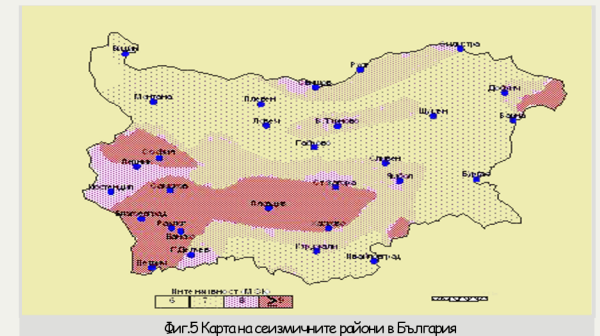 Видин
Силистра
Русе
Свищов
Добрич
Монтана
Плевен
Варна
Шумен
Ловеч
В.Търново
Габрово
София
Сливен
Перник
Бургас
Ямбол
Кюстендил
Самоков
Ст.Загора
Пловдив
Благоевград
Разлог
Хасково
Банско
Кърджали
Г.Делчев
Ивайловград
Петрич
Интензивност (МСК)
6 7 8 ≥9
Фиг.5 Карта на сеизмичните райони в България